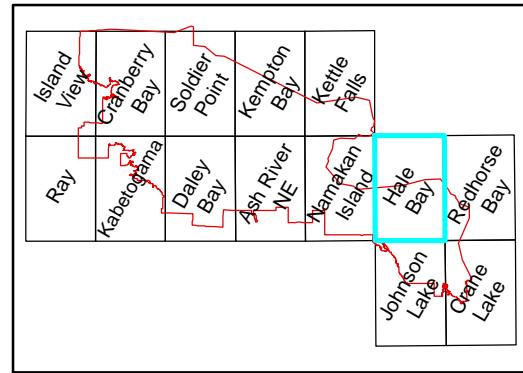 Island
View
Cranberry
Bay
Soldier
Point
Kempton
Bay
Kettle
Falls
Ray
Kabetogama
Daley
Bay
Ash River
NE
Namakan
Island
Hale
Bay
Redhorse
Bay
Johnson
Lake
Crane
Lake